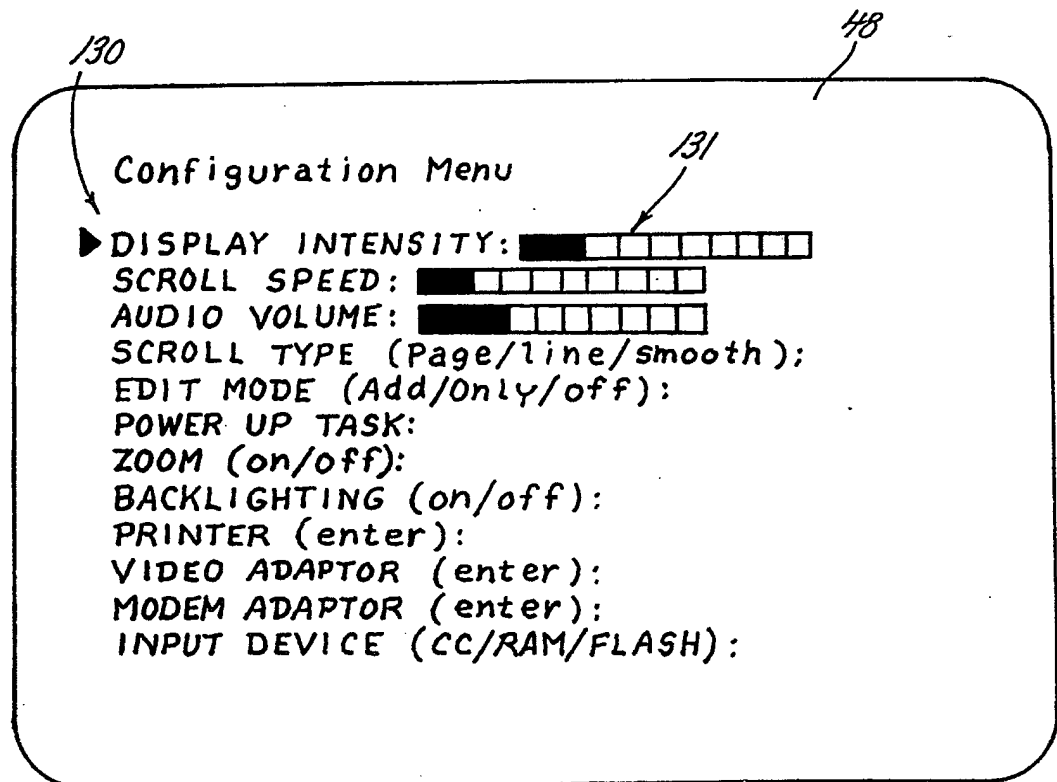 130
48
Configuration Menu
131
DISPLAY INTENSITY:
SCROLL SPEED:
AUDIO VOLUME:
SCROLL TYPE (Page/line/smooth):
EDIT MODE (Add/Only/off):
POWER UP TASK:
ZOOM (on/off):
BACKLIGHTING (on/off):
PRINTER (enter):
VIDEO ADAPTOR (enter):
MODEM ADAPTOR (enter):
INPUT DEVICE (CC/RAM/FLASH):